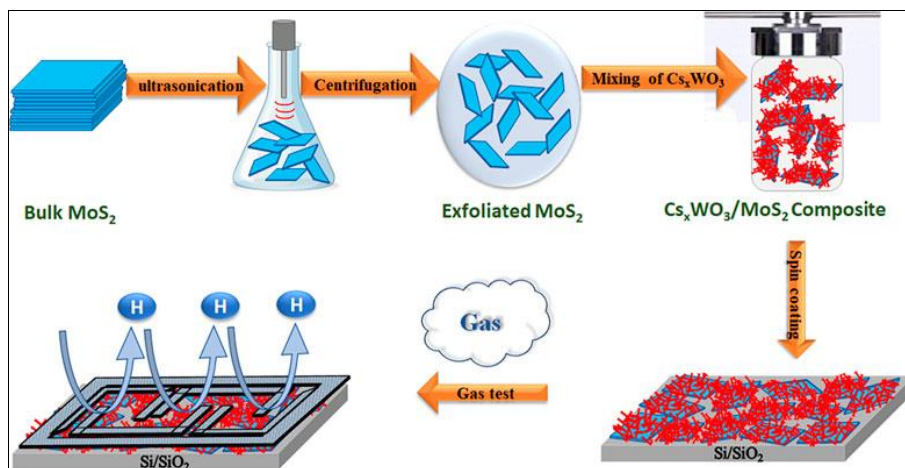 ultrasonication
Centrifugation
Mixing of CsₓWO₃
Bulk MoS₂
Exfoliated MoS₂
CsₓWO₃/MoS₂ Composite
Spin coating
H H H
Gas
Gas test
Si/SiO₂
Si/SiO₂